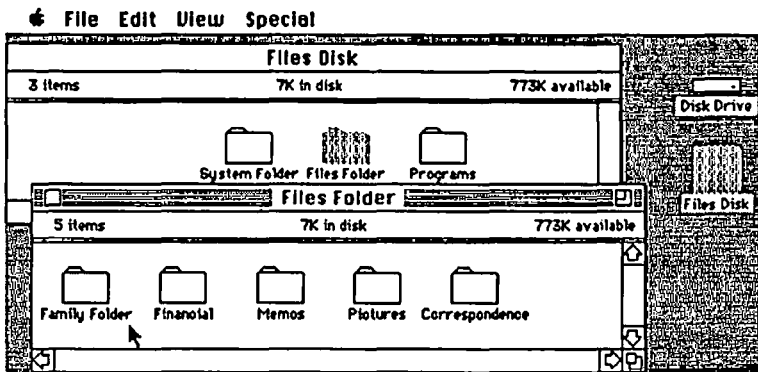 File Edit View Special
Files Disk
3 items 7K in disk 773K available
Disk Drive
System Folder Files Folder Programs
Files Disk
Files Folder
5 items 7K in disk 773K available
Family Folder Financial Memos Pictures Correspondence